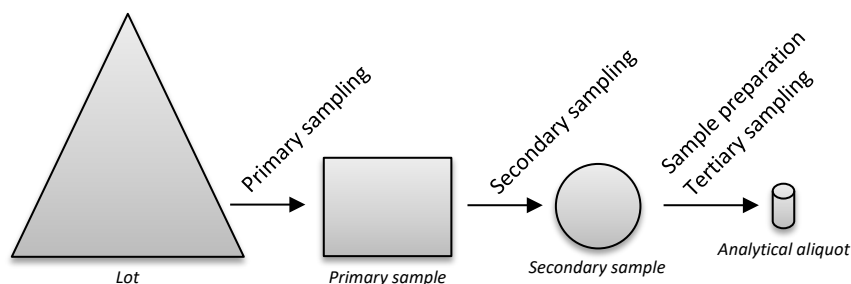 Primary sampling
Secondary sampling
Sample preparation
Tertiary sampling
Lot
Primary sample
Secondary sample
Analytical aliquot